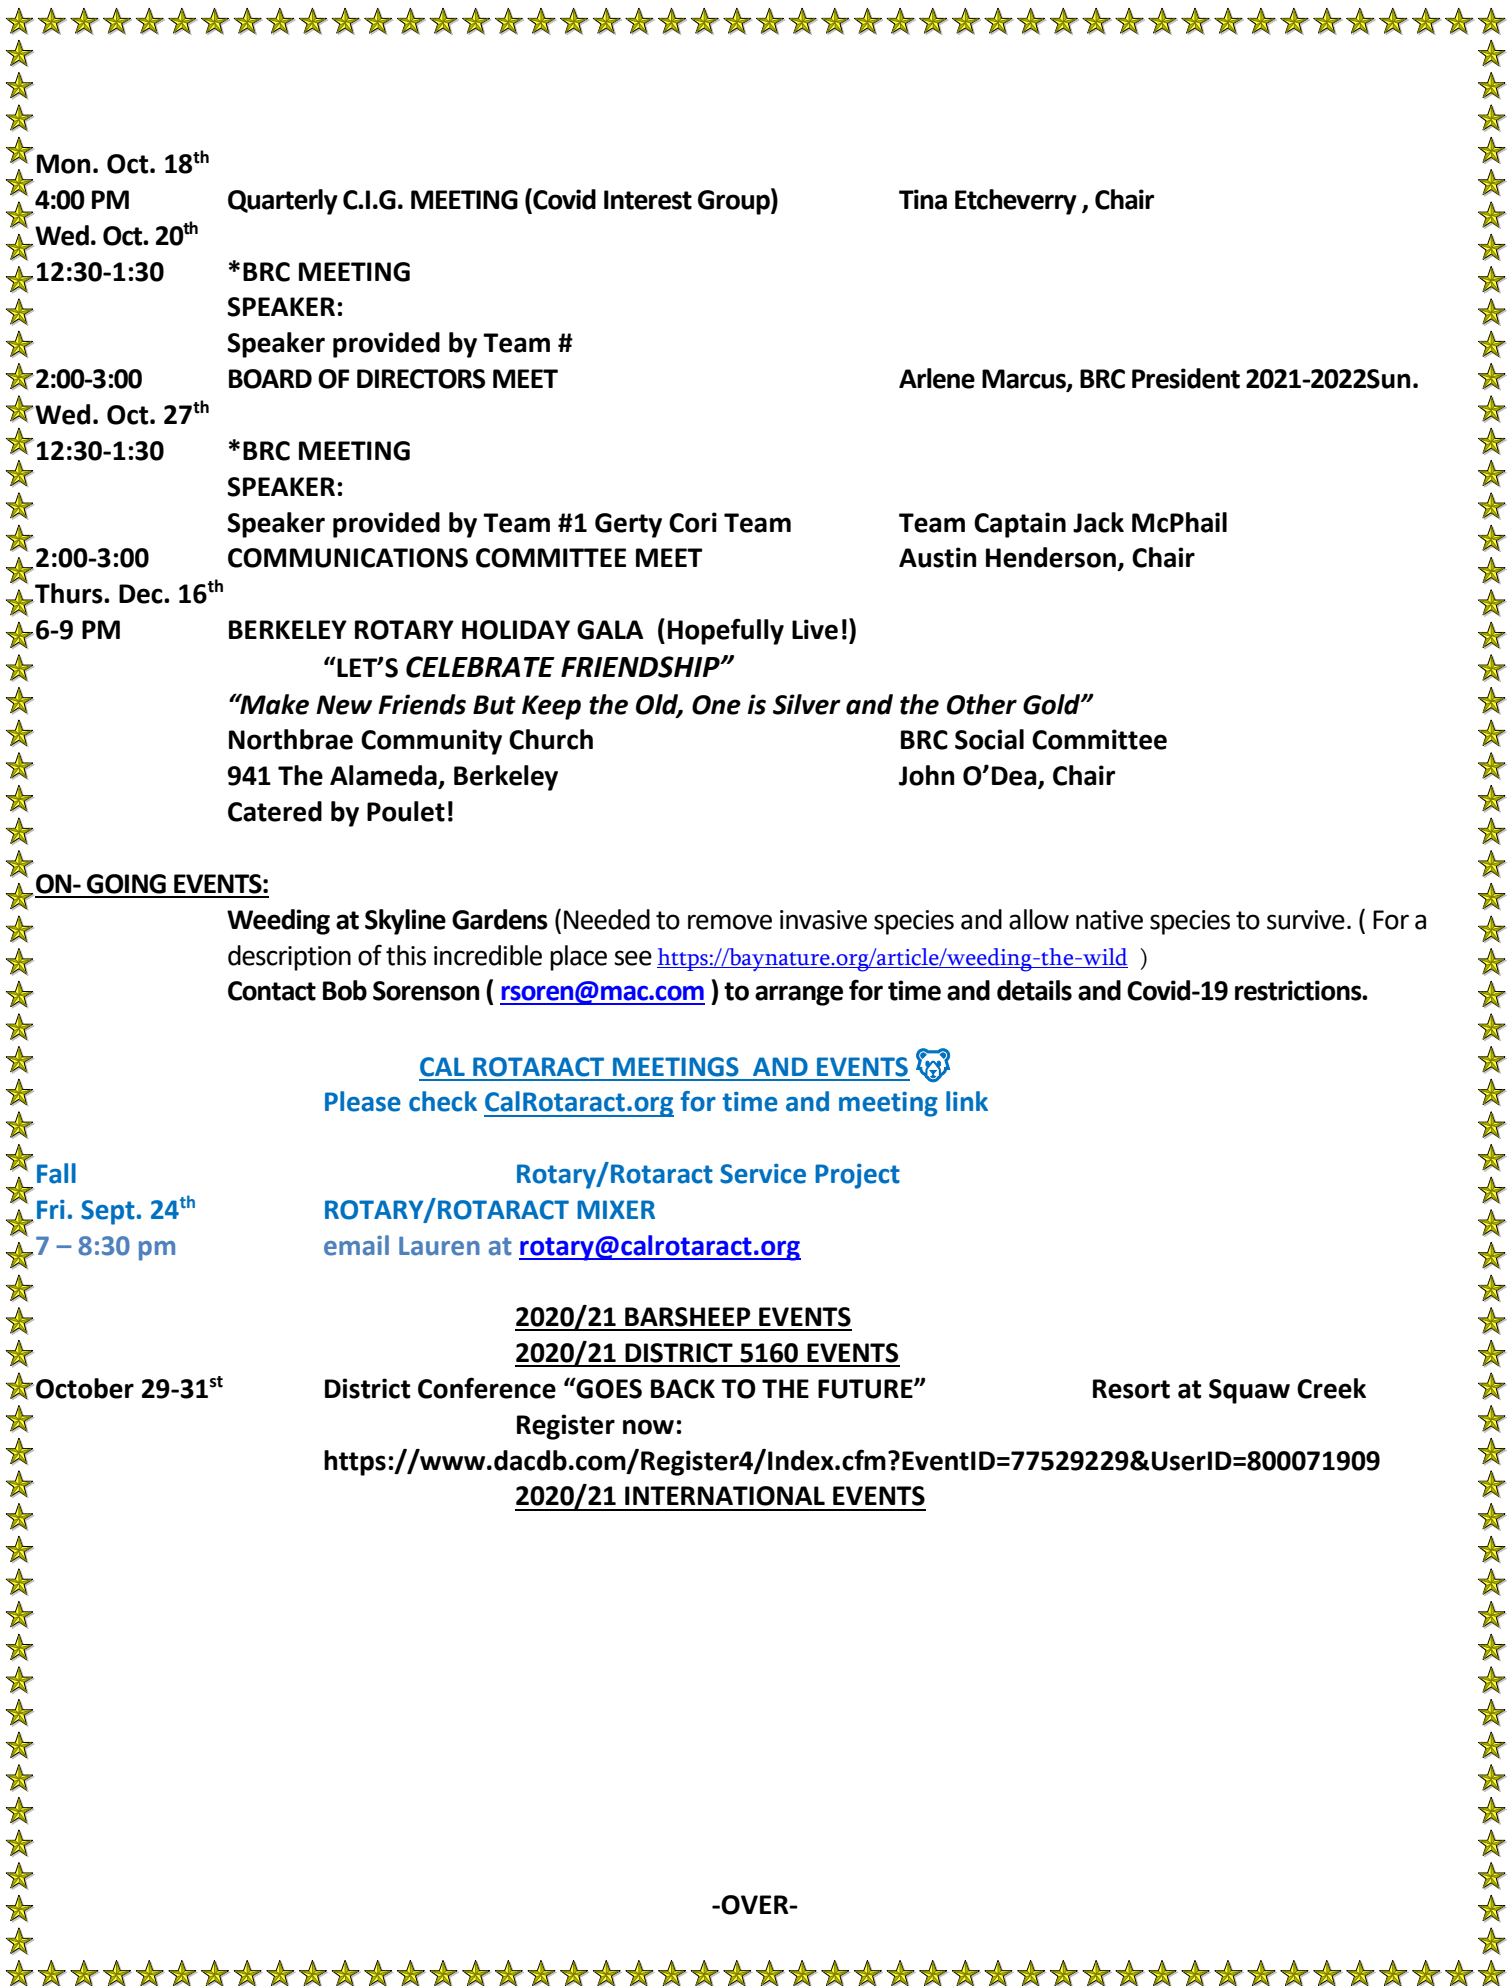 Mon. Oct. 18th
4:00 PM Quarterly C.I.G. MEETING (Covid Interest Group) Tina Etcheverry , Chair
Wed. Oct. 20th
12:30-1:30 *BRC MEETING
SPEAKER:
Speaker provided by Team #
2:00-3:00 BOARD OF DIRECTORS MEET Arlene Marcus, BRC President 2021-2022Sun.
Wed. Oct. 27th
12:30-1:30 *BRC MEETING
SPEAKER:
Speaker provided by Team #1 Gerty Cori Team Team Captain Jack McPhail
2:00-3:00 COMMUNICATIONS COMMITTEE MEET Austin Henderson, Chair
Thurs. Dec. 16th
6-9 PM BERKELEY ROTARY HOLIDAY GALA (Hopefully Live!)
“LET’S CELEBRATE FRIENDSHIP”
“Make New Friends But Keep the Old, One is Silver and the Other Gold”
Northbrae Community Church BRC Social Committee
941 The Alameda, Berkeley John O’Dea, Chair
Catered by Poulet!
ON- GOING EVENTS:
Weeding at Skyline Gardens (Needed to remove invasive species and allow native species to survive. ( For a
description of this incredible place see https://baynature.org/article/weeding-the-wild )
Contact Bob Sorenson ( rsoren@mac.com ) to arrange for time and details and Covid-19 restrictions.
CAL ROTARACT MEETINGS AND EVENTS
Please check CalRotaract.org for time and meeting link
Fall Rotary/Rotaract Service Project
Fri. Sept. 24th ROTARY/ROTARACT MIXER
7 – 8:30 pm email Lauren at rotary@calrotaract.org
2020/21 BARSHEEP EVENTS
2020/21 DISTRICT 5160 EVENTS
October 29-31st District Conference “GOES BACK TO THE FUTURE” Resort at Squaw Creek
Register now:
https://www.dacdb.com/Register4/Index.cfm?EventID=77529229&UserID=800071909
2020/21 INTERNATIONAL EVENTS
-OVER-